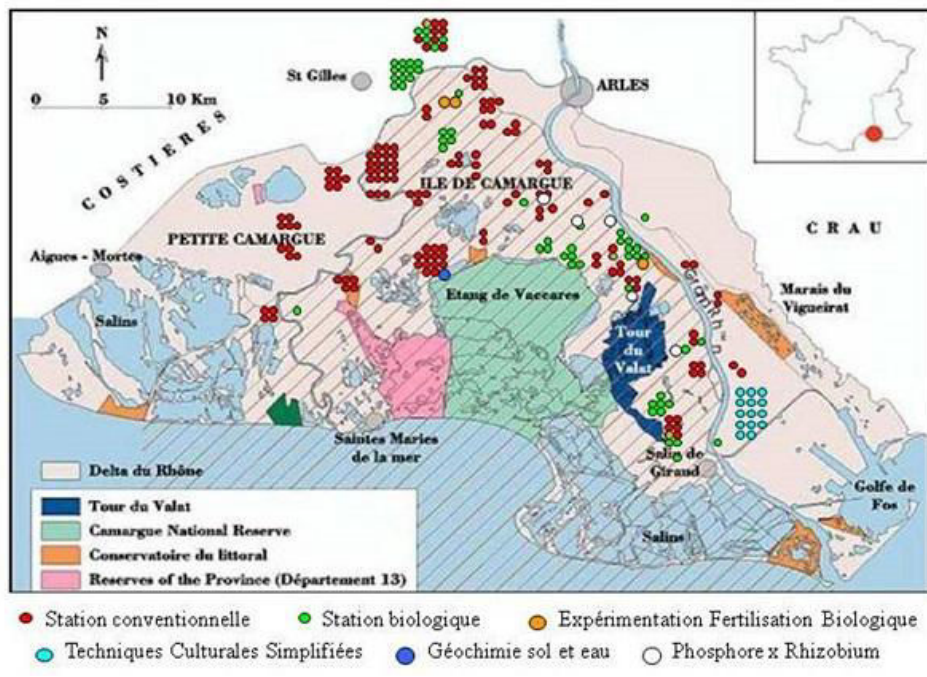 N
0 5 10 Km
St Gilles
ARLES
COSTIERES
ILE DE CAMARGUE
PETITE CAMARGUE
CRAU
Aigues - Mortes
Salins
Etang de Vaccares
Marais du
Vigueirat
Grand Rhône
Tour
du
Valat
Saintes Maries
de la mer
Salin de
Giraud
Golfe de
Fos
Salins
Delta du Rhône
Tour du Valat
Camargue National Reserve
Conservatoire du littoral
Reserves of the Province (Département 13)
Station conventionnelle
Station biologique
Expérimentation Fertilisation Biologique
Techniques Culturales Simplifiées
Géochimie sol et eau
Phosphore x Rhizobium